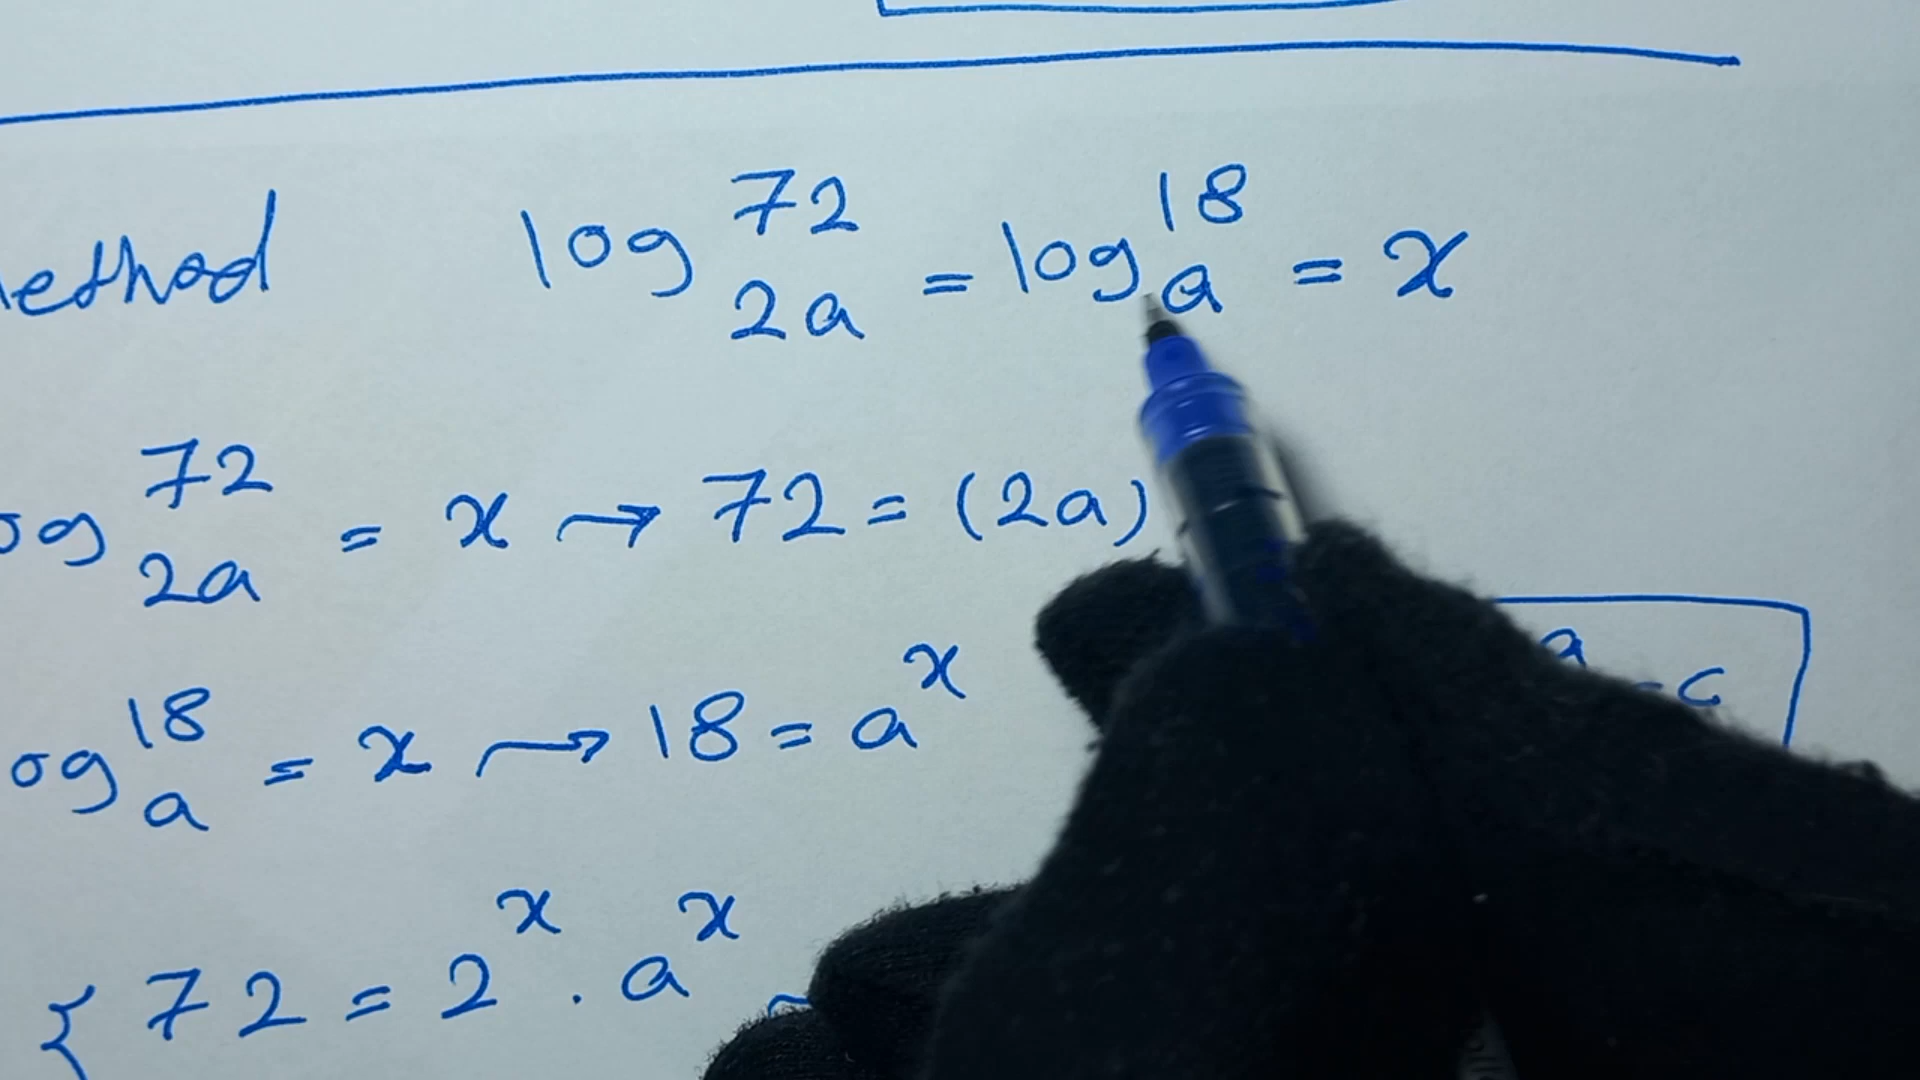 ethod log 72 2a = log 18 a = x
og 72 2a = x → 72 = (2a)
a = c
og 18 a = x → 18 = a^x
{ 72 = 2^x . a^x